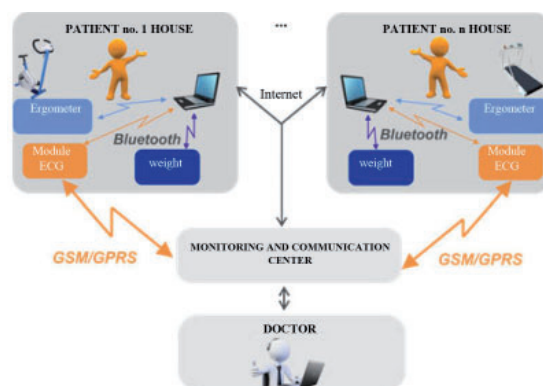 PATIENT no. 1 HOUSE
...
PATIENT no. n HOUSE
Ergometer
Bluetooth
Module
ECG
weight
Internet
Ergometer
Bluetooth
Module
ECG
weight
GSM/GPRS
MONITORING AND COMMUNICATION
CENTER
GSM/GPRS
DOCTOR